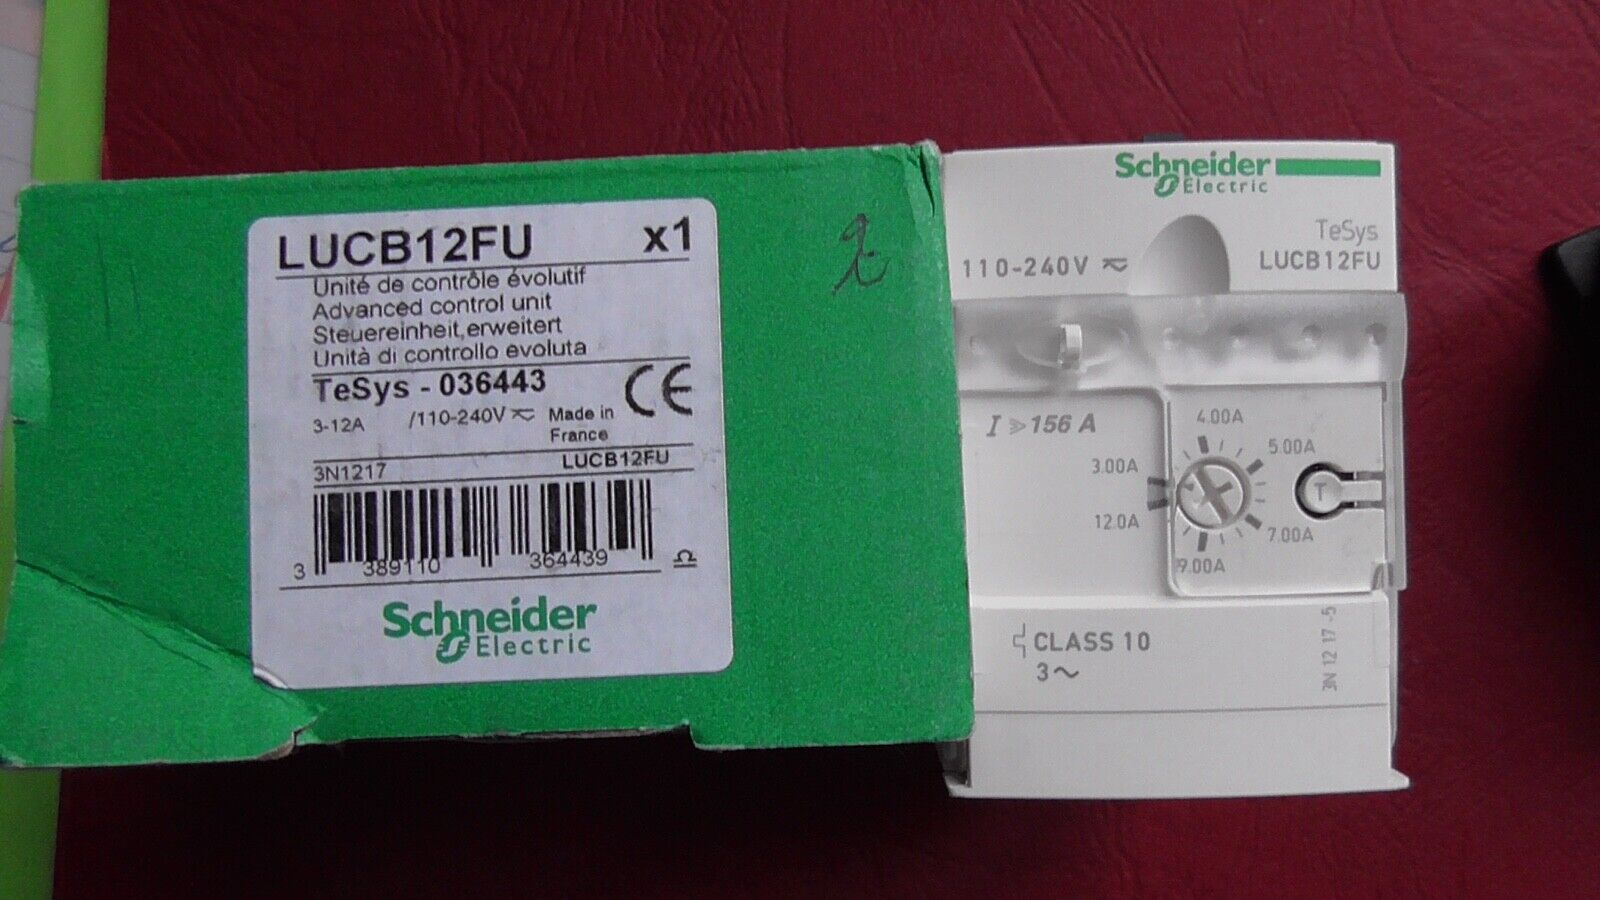 LUCB12FU x1
Unité de contrôle évolutif
Advanced control unit
Steuereinheit, erweitert
Unità di controllo evoluta
TeSys - 036443
CE
3-12A /110-240V Made in
France
3N1217 LUCB12FU
3 389110 364439
Schneider
Electric
Schneider
Electric
TeSys
110-240V LUCB12FU
I > 156 A
4.00A
5.00A
3.00A
T
12.0A
7.00A
9.00A
CLASS 10
3~
3N 12 17 -5